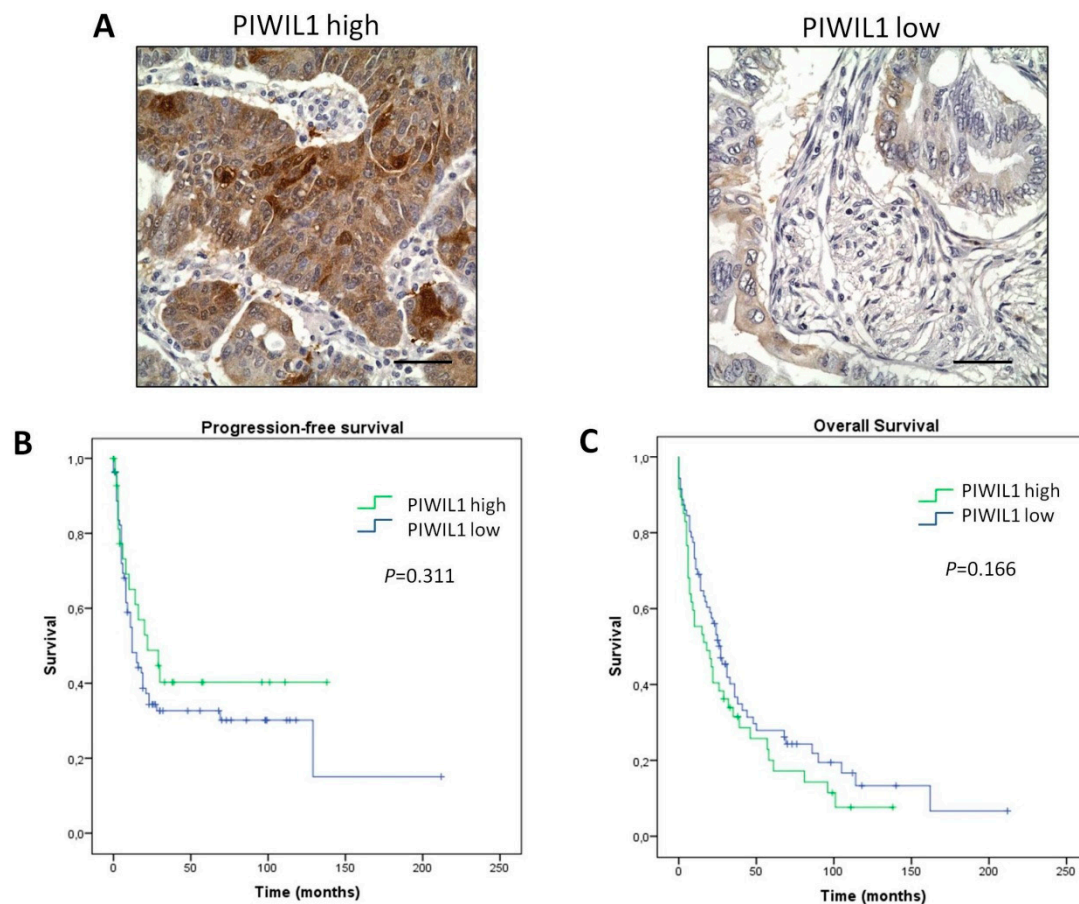 A
PIWIL1 high
PIWIL1 low
B
Progression-free survival
PIWIL1 high
PIWIL1 low
P=0.311
Survival
1,0
0,8
0,6
0,4
0,2
0,0
0
50
100
150
200
250
Time (months)
C
Overall Survival
PIWIL1 high
PIWIL1 low
P=0.166
Survival
1,0
0,8
0,6
0,4
0,2
0,0
0
50
100
150
200
250
Time (months)